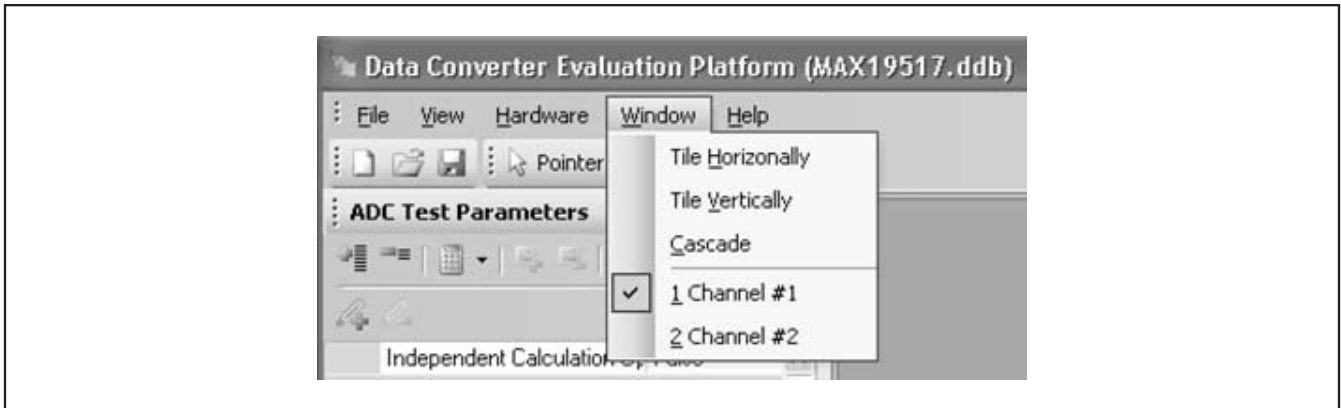 Data Converter Evaluation Platform (MAX19517.ddb)
File View Hardware Window Help
Pointer
Tile Horizonally
Tile Vertically
Cascade
1 Channel #1
2 Channel #2
ADC Test Parameters
Independent Calculation